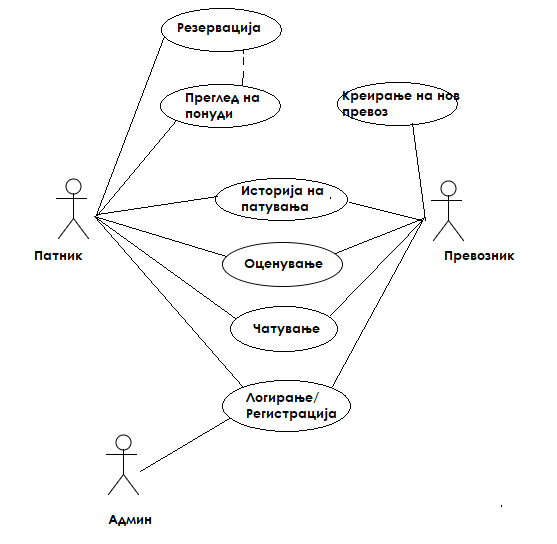 Резервација
Преглед на
понуди
Креирање на нов
превоз
Историја на
патувања
Патник
Превозник
Оценување
Чатување
Логирање/
Регистрација
Админ